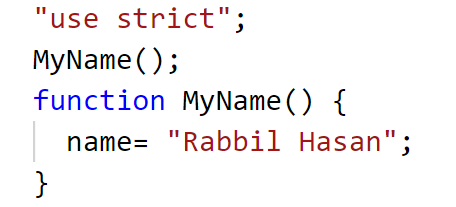 "use strict";
MyName();
function MyName() {
name= "Rabbil Hasan";
}